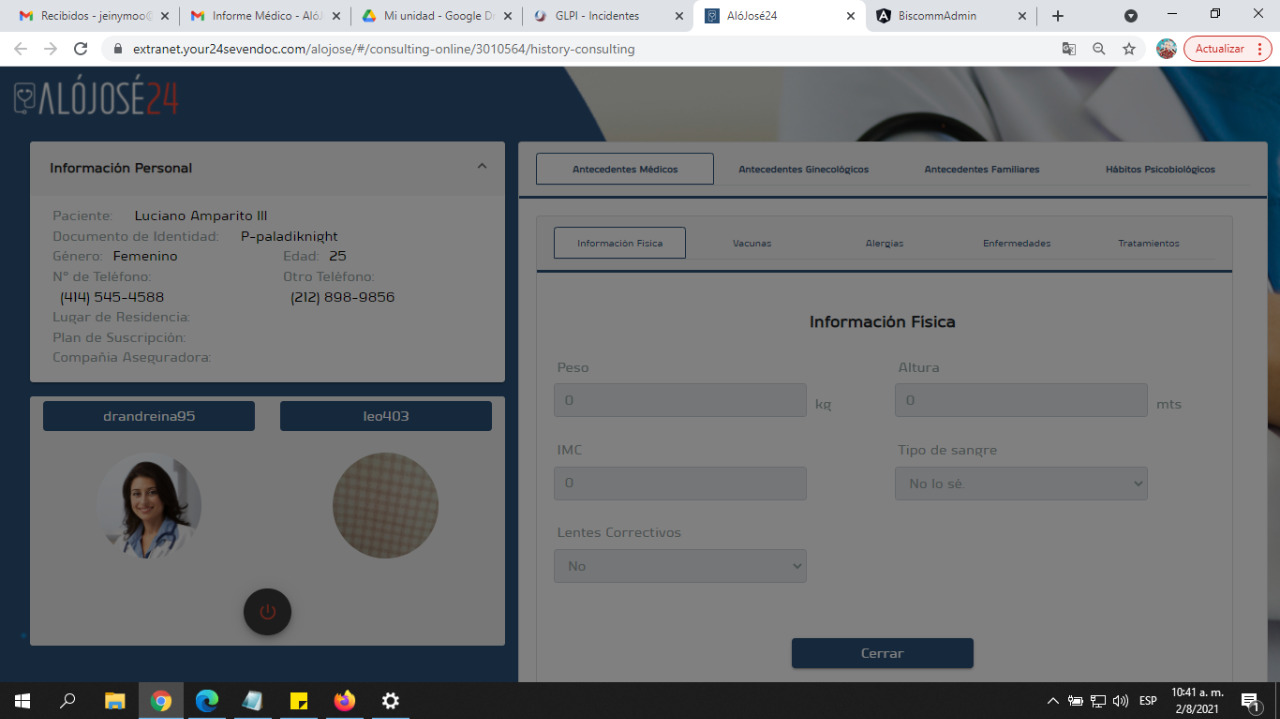 Recibidos - jeinymoo@
Informe Médico - AlóJ
Mi unidad - Google Dr
GLPI - Incidentes
AlóJosé24
BiscommAdmin
extranet.your24sevendoc.com/alojose/#/consulting-online/3010564/history-consulting
Actualizar
ALÓJOSÉ24
Información Personal
Paciente: Luciano Amparito III
Documento de Identidad: P-paladiknight
Género: Femenino Edad: 25
N° de Teléfono: Otro Teléfono:
(414) 545-4588 (212) 898-9856
Lugar de Residencia:
Plan de Suscripción:
Compañia Aseguradora:
drandreina95 leo403
Antecedentes Médicos Antecedentes Ginecológicos Antecedentes Familiares Hábitos Psicobiológicos
Información Fisica Vacunas Alergias Enfermedades Tratamientos
Información Fisica
Peso Altura
0 kg 0 mts
IMC Tipo de sangre
0 No lo sé.
Lentes Correctivos
No
Cerrar
ESP
10:41 a. m.
2/8/2021
1